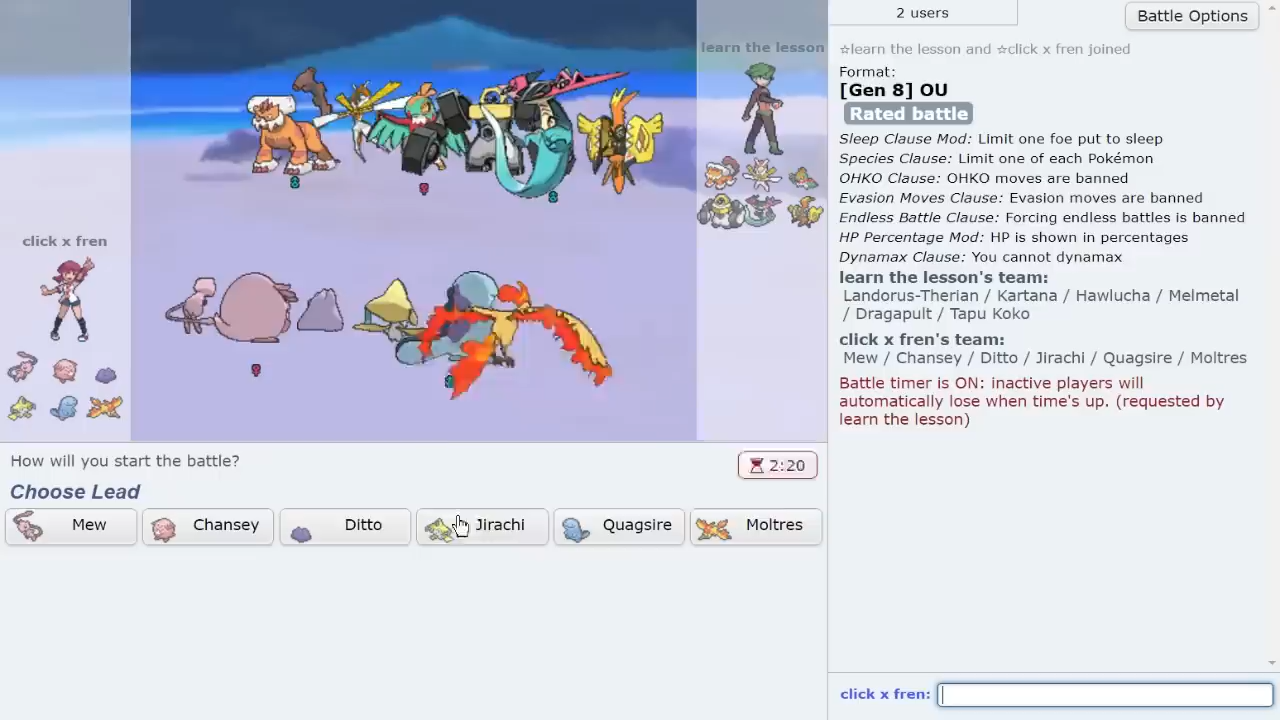 2 users
Battle Options
learn the lesson
☆learn the lesson and ☆click x fren joined
Format:
[Gen 8] OU
Rated battle
Sleep Clause Mod: Limit one foe put to sleep
Species Clause: Limit one of each Pokémon
OHKO Clause: OHKO moves are banned
Evasion Moves Clause: Evasion moves are banned
Endless Battle Clause: Forcing endless battles is banned
HP Percentage Mod: HP is shown in percentages
Dynamax Clause: You cannot dynamax
learn the lesson's team:
Landorus-Therian / Kartana / Hawlucha / Melmetal
/ Dragapult / Tapu Koko
click x fren's team:
Mew / Chansey / Ditto / Jirachi / Quagsire / Moltres
Battle timer is ON: inactive players will
automatically lose when time's up. (requested by
learn the lesson)
click x fren
How will you start the battle?
2:20
Choose Lead
Mew
Chansey
Ditto
Jirachi
Quagsire
Moltres
click x fren: